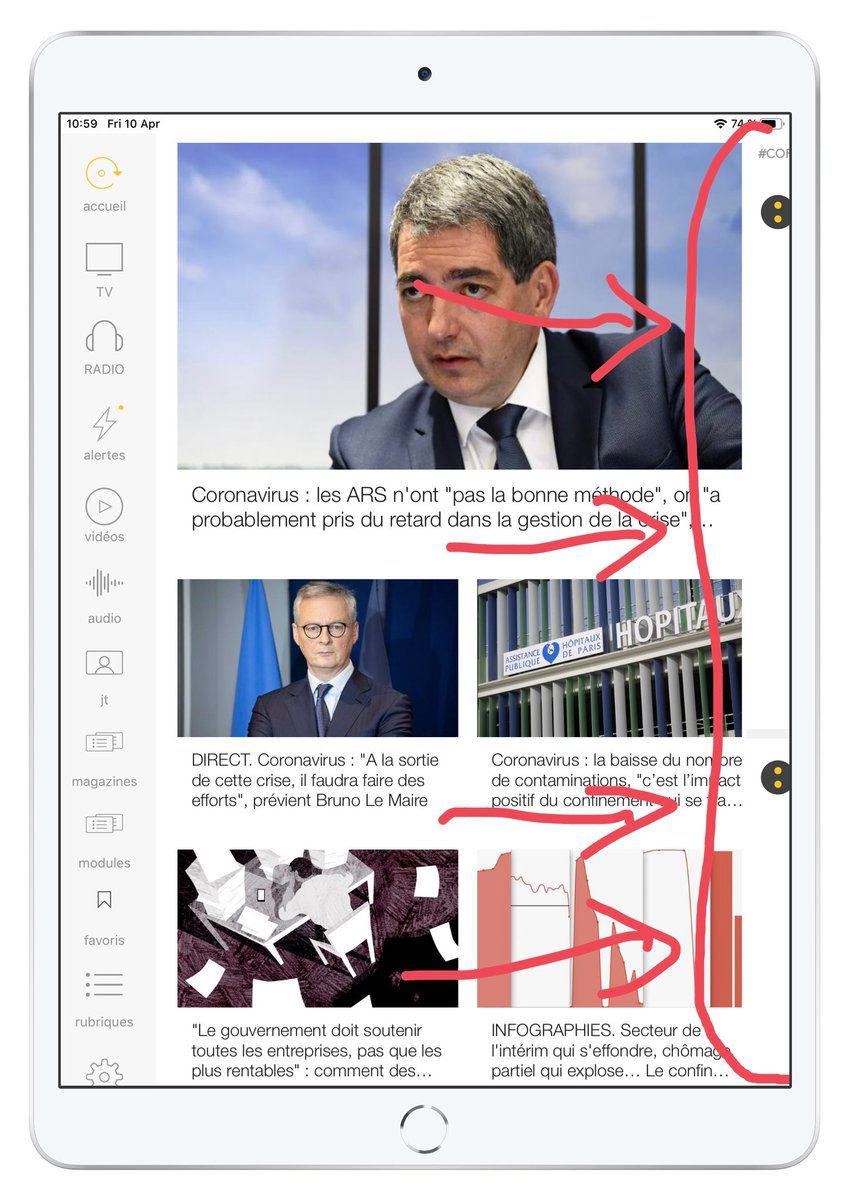 10:59 Fri 10 Apr
74 %
accueil
TV
RADIO
alertes
vidéos
audio
jt
magazines
modules
favoris
rubriques
Coronavirus : les ARS n'ont "pas la bonne méthode", on "a
probablement pris du retard dans la gestion de la crise",…
ASSISTANCE PUBLIQUE
HÔPITAUX DE PARIS
HOPITAUX
DIRECT. Coronavirus : "A la sortie
de cette crise, il faudra faire des
efforts", prévient Bruno Le Maire
Coronavirus : la baisse du nombre
de contaminations, "c'est l'impact
positif du confinement qui se tra…
"Le gouvernement doit soutenir
toutes les entreprises, pas que les
plus rentables" : comment des…
INFOGRAPHIES. Secteur de
l'intérim qui s'effondre, chômage
partiel qui explose… Le confin…
#COR